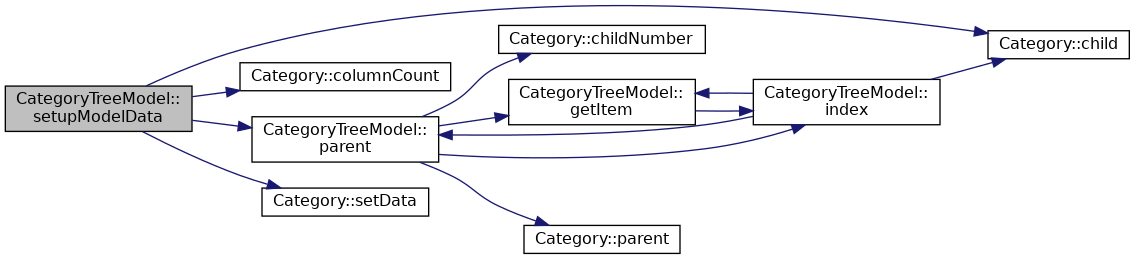 CategoryTreeModel::
setupModelData
Category::columnCount
CategoryTreeModel::
parent
Category::setData
Category::childNumber
CategoryTreeModel::
getItem
Category::parent
CategoryTreeModel::
index
Category::child